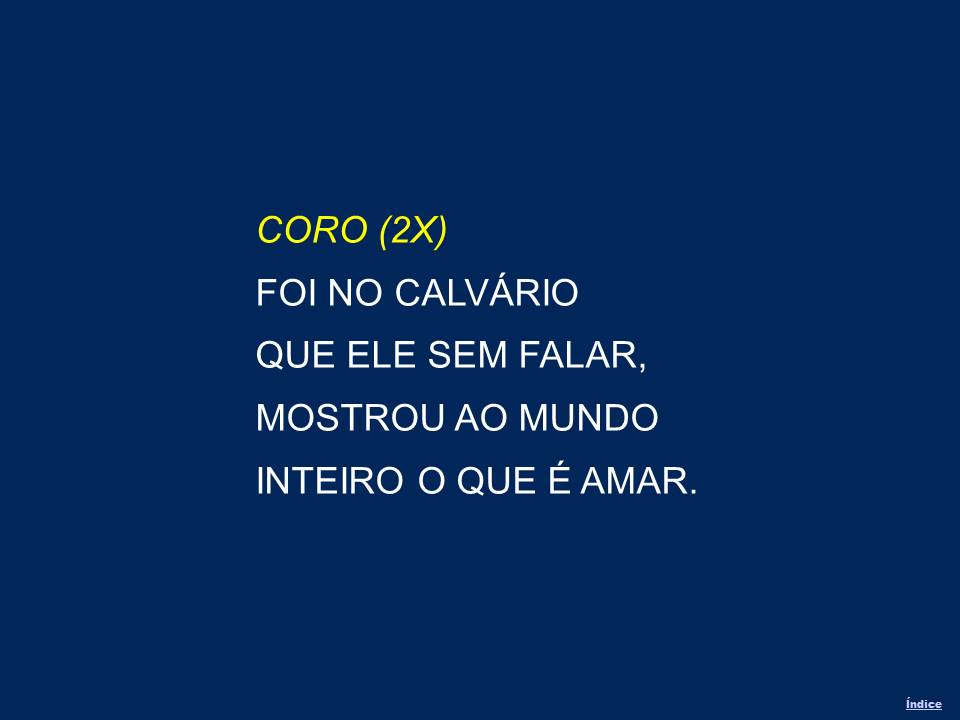 CORO (2X)
FOI NO CALVÁRIO
QUE ELE SEM FALAR,
MOSTROU AO MUNDO
INTEIRO O QUE É AMAR.
Índice